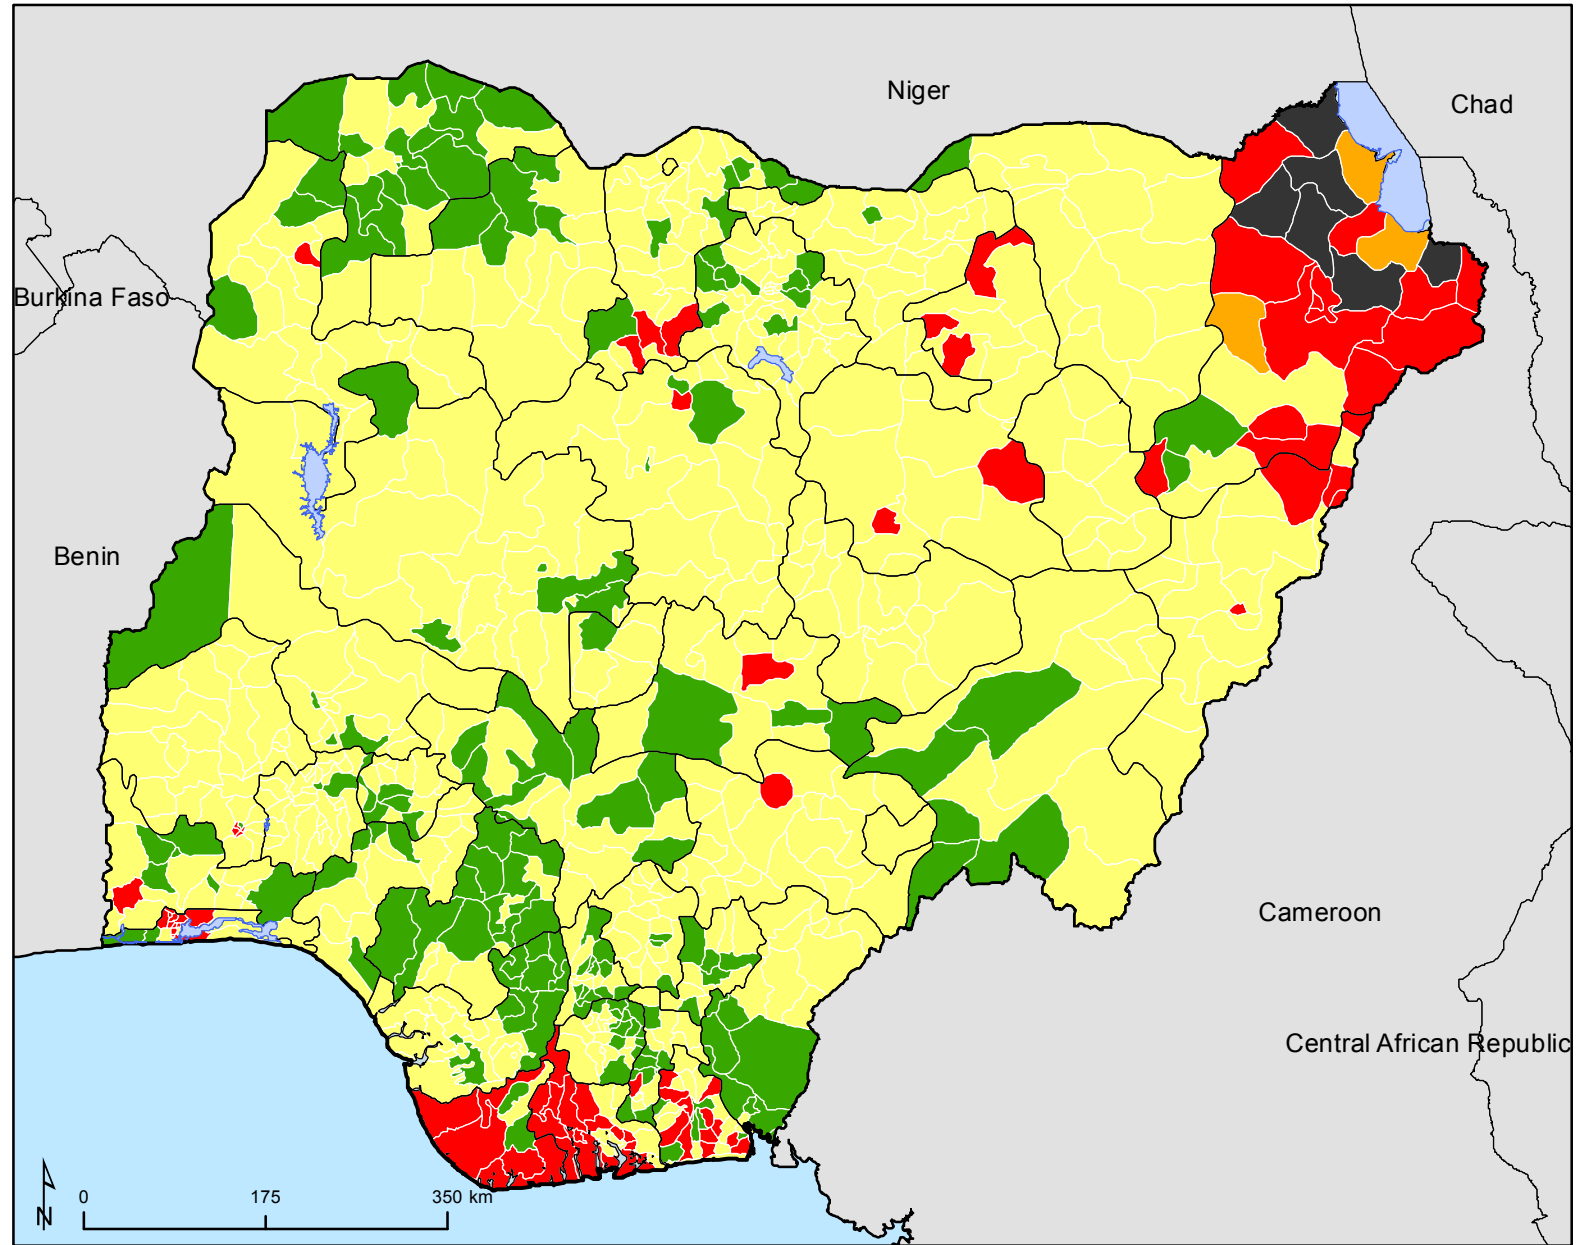 Niger
Chad
Burkina Faso
Benin
Cameroon
Central African Republic
N
0 175 350 km